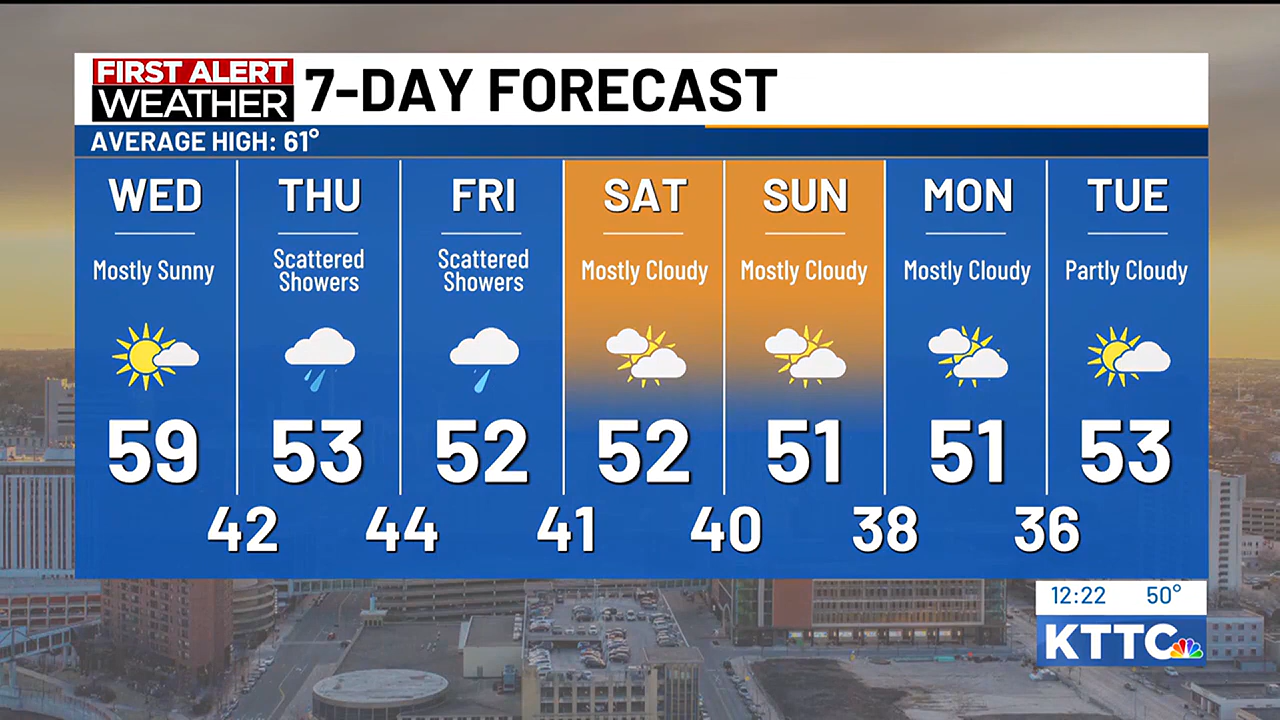 FIRST ALERT
WEATHER
7-DAY FORECAST
AVERAGE HIGH: 61°
WED
Mostly Sunny
59
THU
Scattered
Showers
53
FRI
Scattered
Showers
52
SAT
Mostly Cloudy
52
SUN
Mostly Cloudy
51
MON
Mostly Cloudy
51
TUE
Partly Cloudy
53
42
44
41
40
38
36
12:22 50°
KTTC